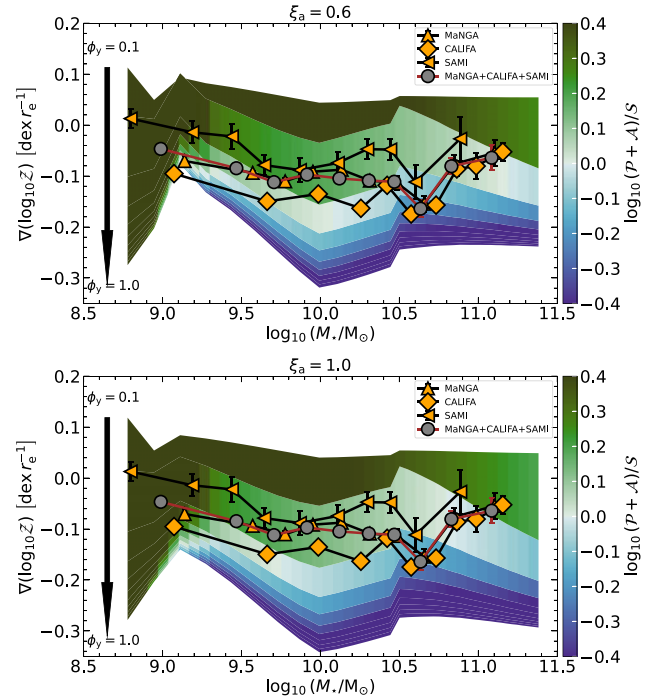 ξₐ = 0.6
ϕ_y = 0.1
MaNGA
CALIFA
SAMI
MaNGA+CALIFA+SAMI
ϕ_y = 1.0
∇(log₁₀ 𝒵) [dex rₑ⁻¹]
0.2
0.1
0.0
−0.1
−0.2
−0.3
8.5 9.0 9.5 10.0 10.5 11.0 11.5
log₁₀ (M⋆/M⊙)
0.4
0.3
0.2
0.1
0.0
−0.1
−0.2
−0.3
−0.4
log₁₀ (𝒫 + 𝒜)/𝒮
ξₐ = 1.0
ϕ_y = 0.1
MaNGA
CALIFA
SAMI
MaNGA+CALIFA+SAMI
ϕ_y = 1.0
∇(log₁₀ 𝒵) [dex rₑ⁻¹]
0.2
0.1
0.0
−0.1
−0.2
−0.3
8.5 9.0 9.5 10.0 10.5 11.0 11.5
log₁₀ (M⋆/M⊙)
0.4
0.3
0.2
0.1
0.0
−0.1
−0.2
−0.3
−0.4
log₁₀ (𝒫 + 𝒜)/𝒮